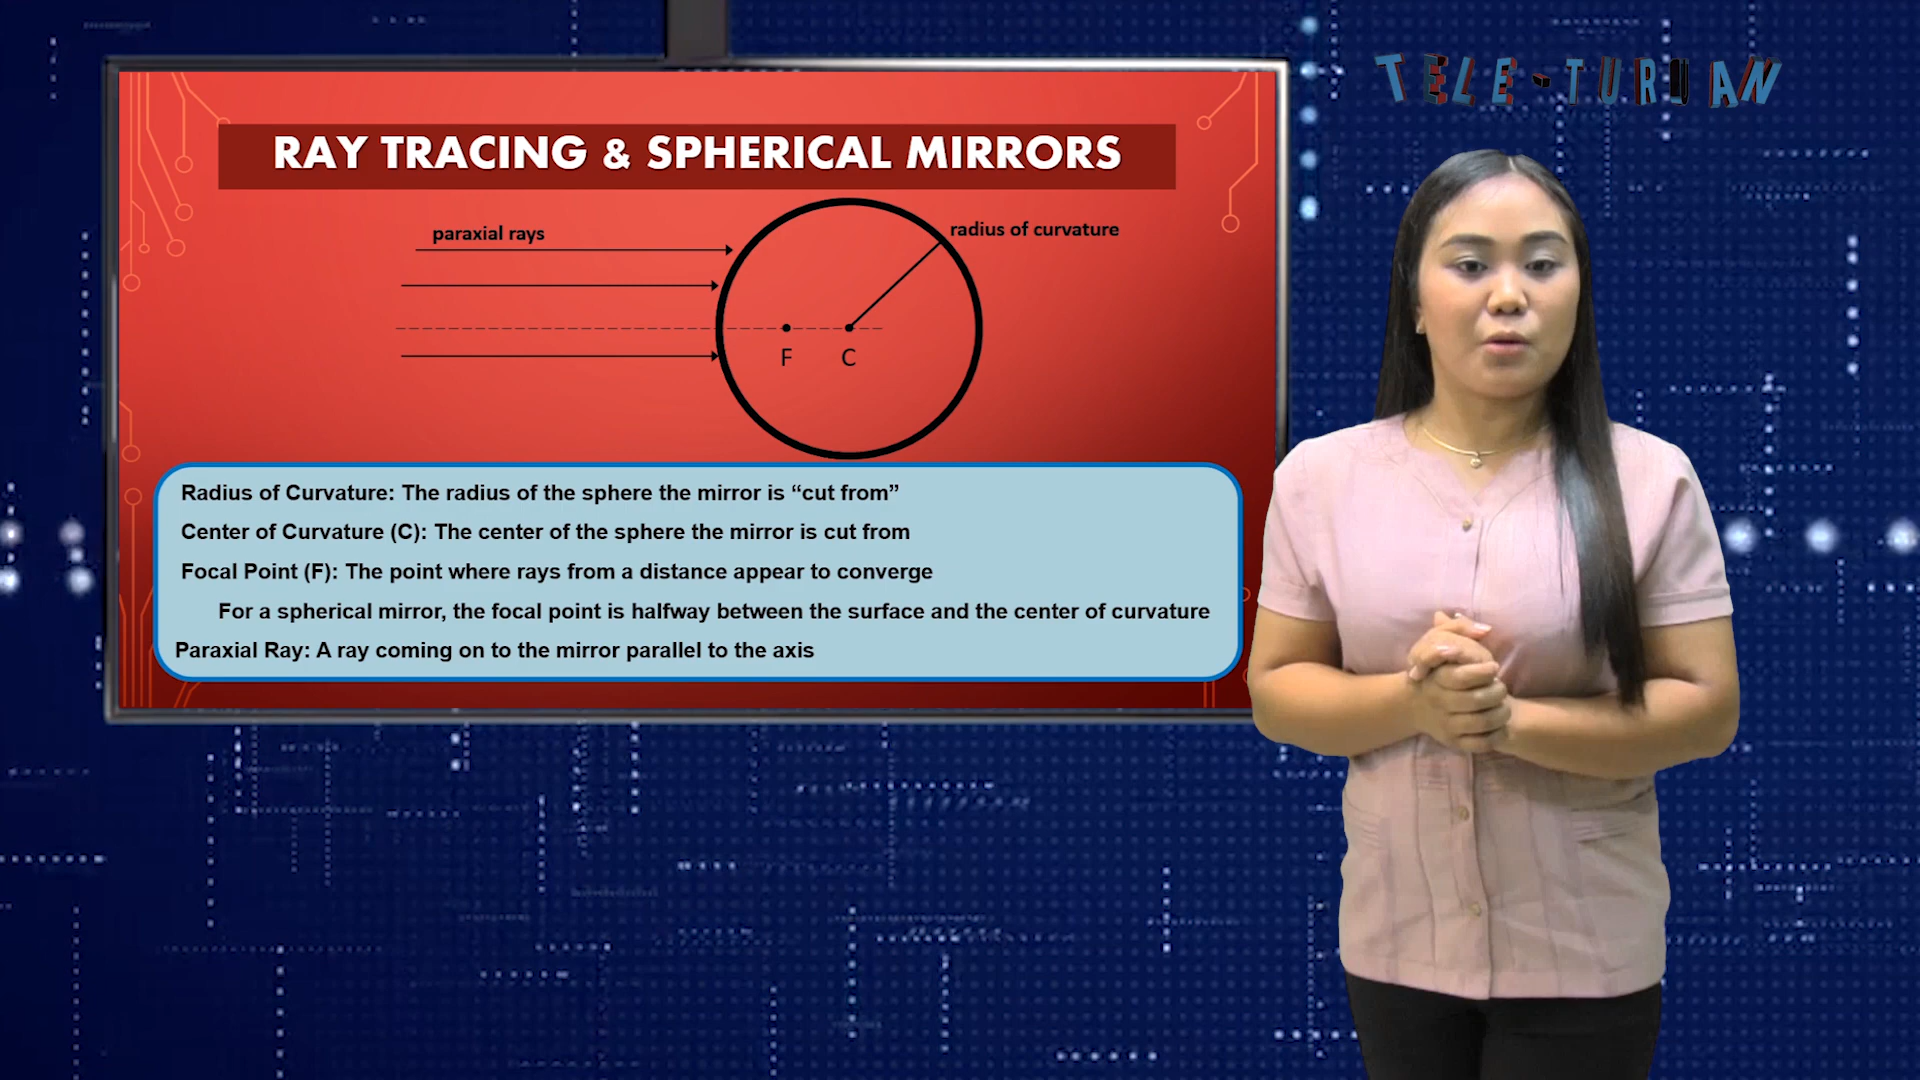 TELE-TURUAN
RAY TRACING & SPHERICAL MIRRORS
paraxial rays
radius of curvature
F
C
Radius of Curvature: The radius of the sphere the mirror is “cut from”
Center of Curvature (C): The center of the sphere the mirror is cut from
Focal Point (F): The point where rays from a distance appear to converge
For a spherical mirror, the focal point is halfway between the surface and the center of curvature
Paraxial Ray: A ray coming on to the mirror parallel to the axis